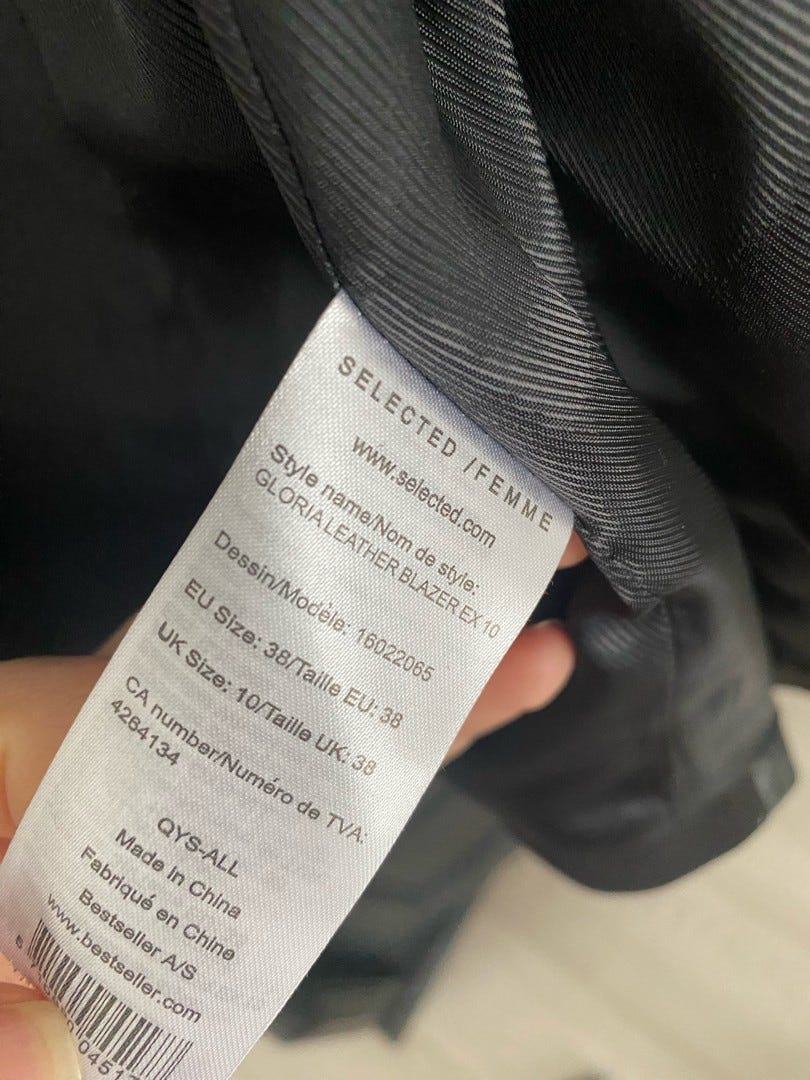 SELECTED /FEMME
www.selected.com
Style name/Nom de style:
GLORIA LEATHER BLAZER EX 10
Dessin/Modèle: 16022065
EU Size: 38/Taille EU: 38
UK Size: 10/Taille UK: 38
CA number/Numéro de TVA:
4264134
QYS-ALL
Made in China
Fabriqué en Chine
Bestseller A/S
www.bestseller.com